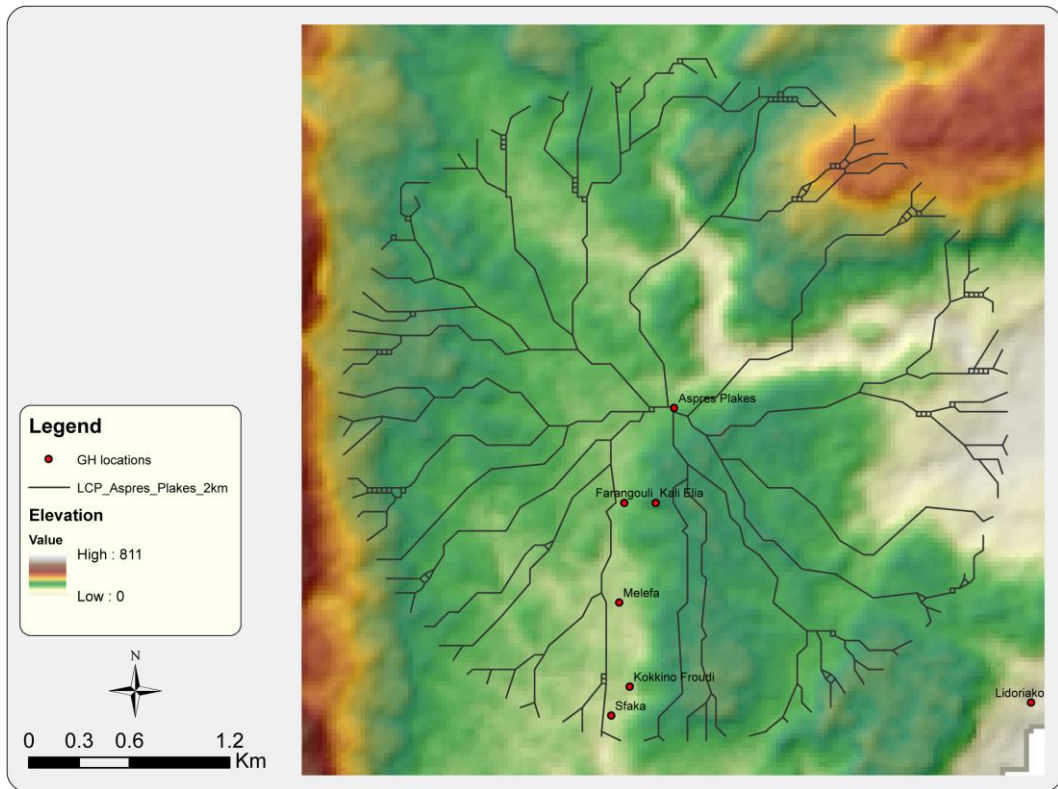 Aspres Plakes
Farangouli
Kali Elia
Melefa
Kokkino Froudi
Sfaka
Lidoriako
Legend
GH locations
LCP_Aspres_Plakes_2km
Elevation
Value
High : 811
Low : 0
N
0 0.3 0.6 1.2
Km